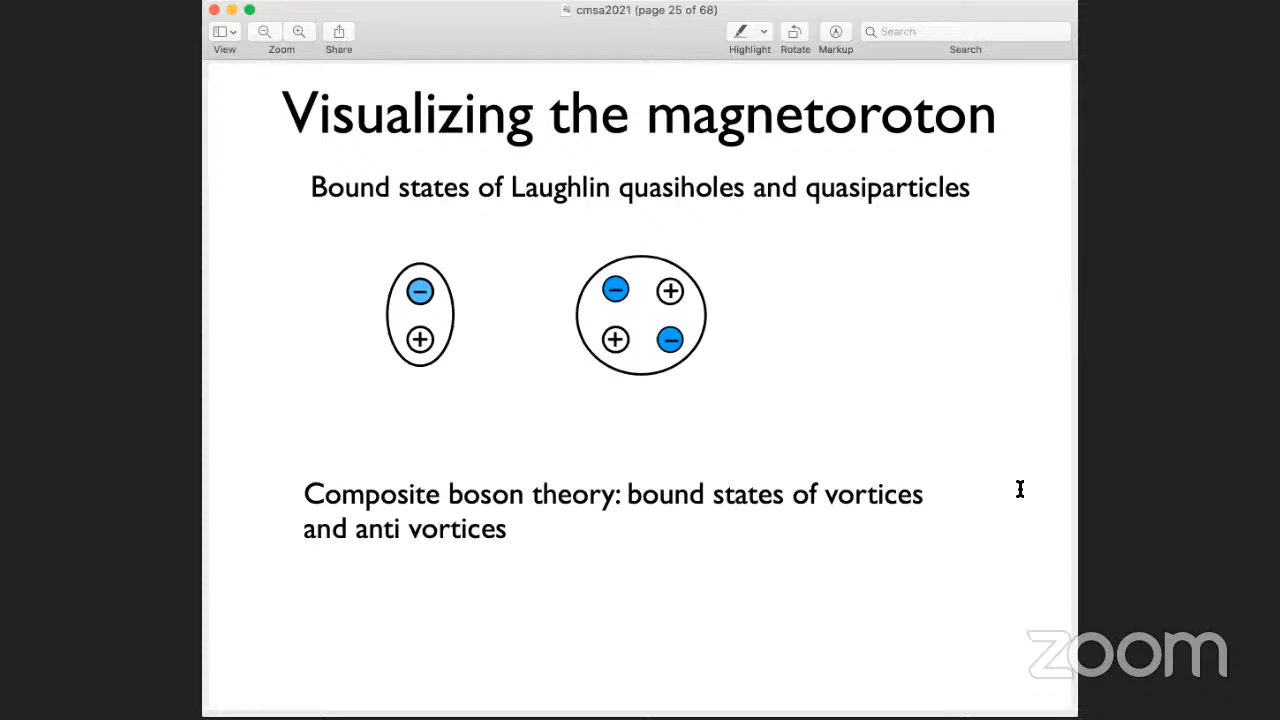 cmsa2021 (page 25 of 68)
View
Zoom
Share
Highlight
Rotate
Markup
Search
Search
Visualizing the magnetoroton
Bound states of Laughlin quasiholes and quasiparticles
− − +
+ + −
Composite boson theory: bound states of vortices
and anti vortices
zoom